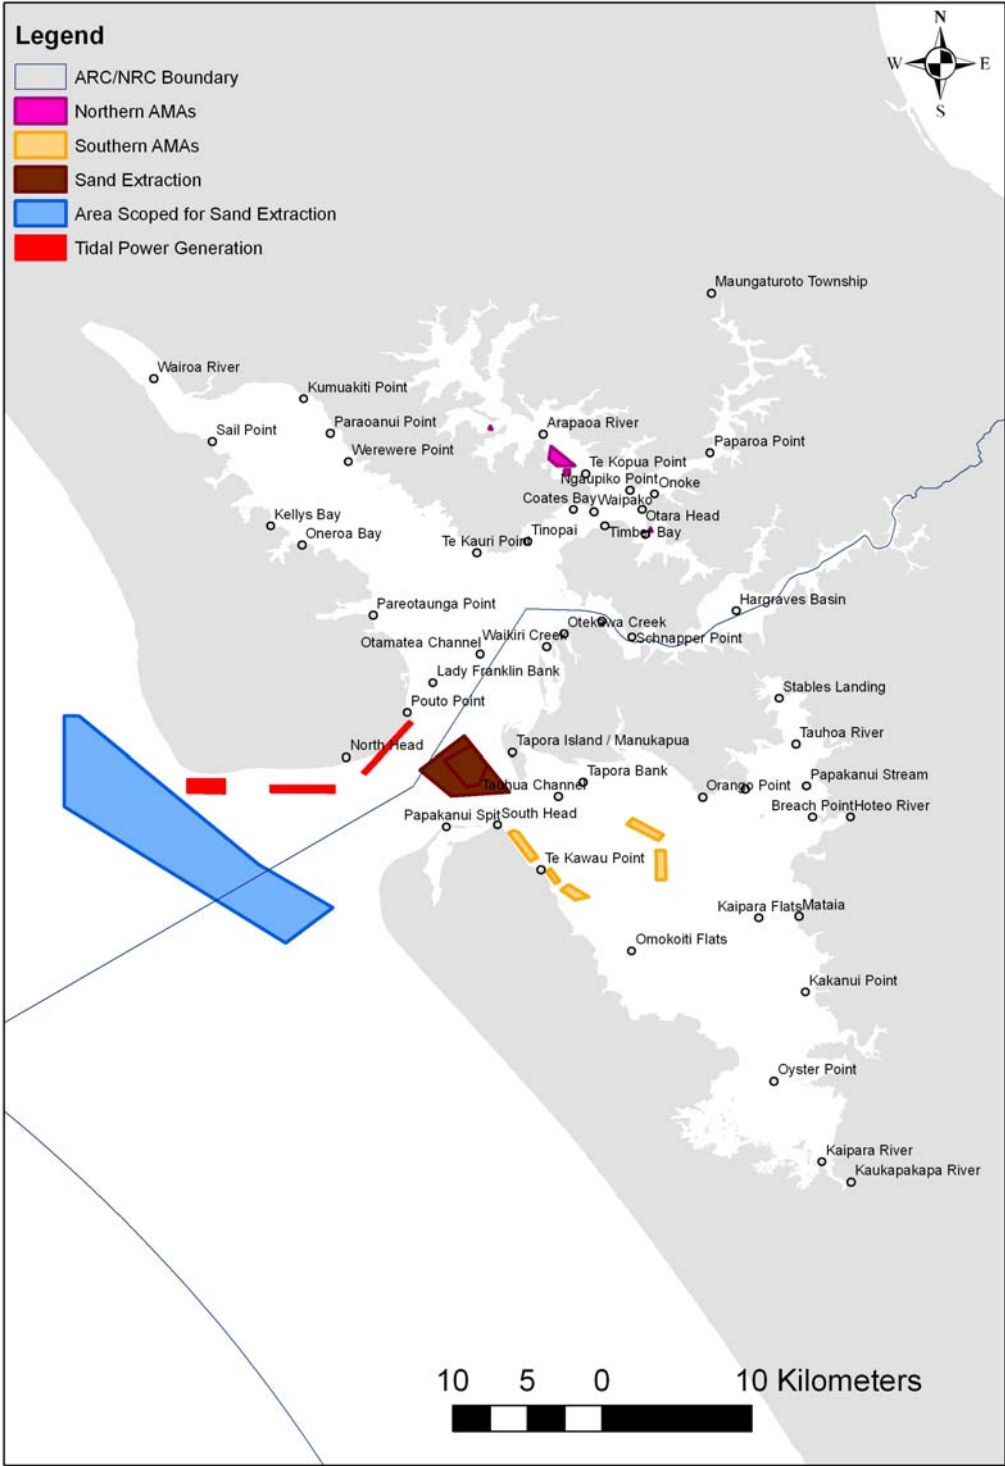 Legend
ARC/NRC Boundary
Northern AMAs
Southern AMAs
Sand Extraction
Area Scoped for Sand Extraction
Tidal Power Generation
N
W E
S
Maungaturoto Township
Wairoa River
Kumuakiti Point
Paraoanui Point
Arapaoa River
Sail Point
Werewere Point
Paparoa Point
Te Kopua Point
Ngaupiko Point
Onoke
Coates Bay
Waipako
Kellys Bay
Otara Head
Oneroa Bay
Tinopai
Timber Bay
Te Kauri Point
Pareotaunga Point
Hargraves Basin
Otekawa Creek
Otamatea Channel
Waikiri Creek
Schnapper Point
Lady Franklin Bank
Stables Landing
Pouto Point
Tauhoa River
North Head
Tapora Island / Manukapua
Tapora Bank
Papakanui Stream
Tauhua Channel
Orango Point
Breach Point
Hoteo River
Papakanui Spit
South Head
Te Kawau Point
Kaipara Flats
Mataia
Omokoiti Flats
Kakanui Point
Oyster Point
Kaipara River
Kaukapakapa River
10 5 0 10 Kilometers